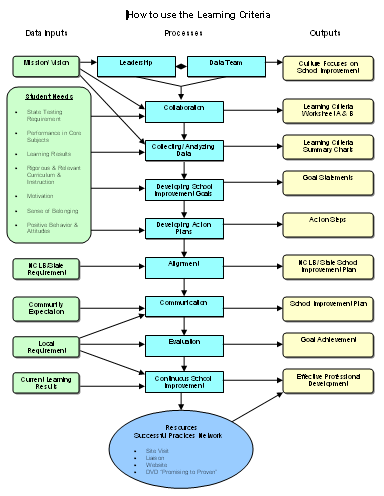 How to use the Learning Criteria
Data Inputs
Processes
Outputs
Mission/Vision
Leadership
Data Team
Culture Focuses on
School Improvement
Student Needs
• State Testing
Requirement
• Performance in Core
Subjects
• Learning Results
• Rigorous & Relevant
Curriculum &
Instruction
• Motivation
• Sense of Belonging
• Positive Behavior &
Attitudes
Collaboration
Learning Criteria
Worksheet A & B
Collecting/Analyzing
Data
Learning Criteria
Summary Charts
Developing School
Improvement Goals
Goal Statements
Developing Action
Plans
Action Steps
NCLB/State
Requirement
Alignment
NCLB/State School
Improvement Plan
Community
Expectation
Communication
School Improvement Plan
Local
Requirement
Evaluation
Goal Achievement
Current Learning
Results
Continuous School
Improvement
Effective Professional
Development
Resources
Successful Practices Network
• Site Visit
• Liaison
• Website
• DVD "Promising to Proven"